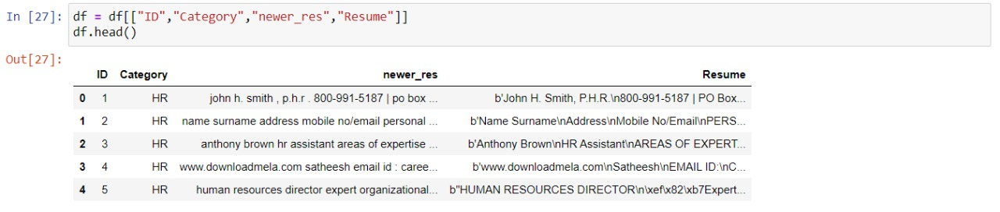 In [27]: df = df[["ID","Category","newer_res","Resume"]]
df.head()
Out[27]:
ID Category newer_res Resume
0 1 HR john h. smith , p.h.r . 800-991-5187 | po box ... b'John H. Smith, P.H.R.\n800-991-5187 | PO Box...
1 2 HR name surname address mobile no/email personal ... b'Name Surname\nAddress\nMobile No/Email\nPERS...
2 3 HR anthony brown hr assistant areas of expertise ... b'Anthony Brown\nHR Assistant\nAREAS OF EXPERT...
3 4 HR www.downloadmela.com satheesh email id : caree... b'www.downloadmela.com\nSatheesh\nEMAIL ID:\nC...
4 5 HR human resources director expert organizational... b"HUMAN RESOURCES DIRECTOR\n\xef\x82\xb7Expert...